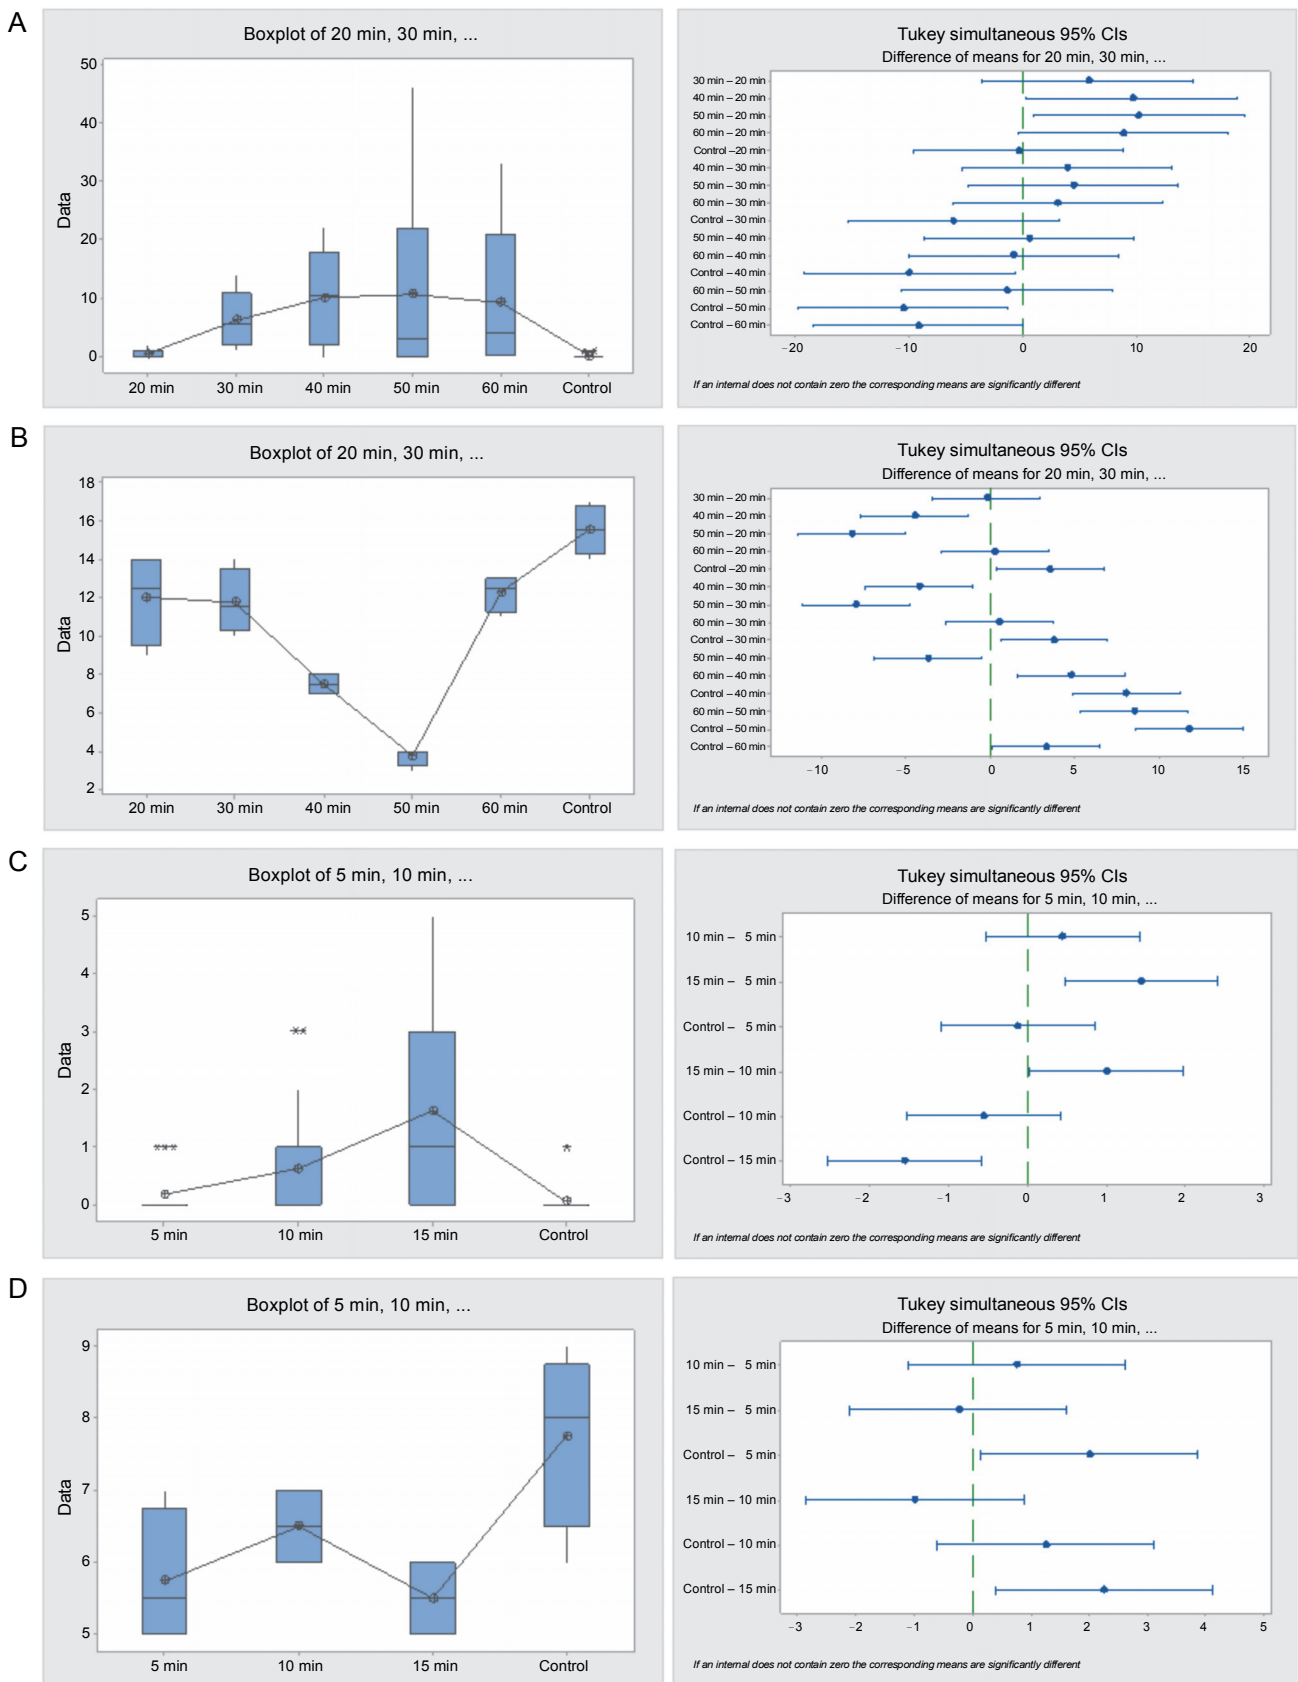 A
Boxplot of 20 min, 30 min, ...
Data
50
40
30
20
10
0
20 min 30 min 40 min 50 min 60 min Control
Tukey simultaneous 95% CIs
Difference of means for 20 min, 30 min, ...
30 min – 20 min
40 min – 20 min
50 min – 20 min
60 min – 20 min
Control –20 min
40 min – 30 min
50 min – 30 min
60 min – 30 min
Control – 30 min
50 min – 40 min
60 min – 40 min
Control – 40 min
60 min – 50 min
Control – 50 min
Control – 60 min
−20 −10 0 10 20
If an internal does not contain zero the corresponding means are significantly different
B
Boxplot of 20 min, 30 min, ...
Data
18
16
14
12
10
8
6
4
2
20 min 30 min 40 min 50 min 60 min Control
Tukey simultaneous 95% CIs
Difference of means for 20 min, 30 min, ...
30 min – 20 min
40 min – 20 min
50 min – 20 min
60 min – 20 min
Control –20 min
40 min – 30 min
50 min – 30 min
60 min – 30 min
Control – 30 min
50 min – 40 min
60 min – 40 min
Control – 40 min
60 min – 50 min
Control – 50 min
Control – 60 min
−10 −5 0 5 10 15
If an internal does not contain zero the corresponding means are significantly different
C
Boxplot of 5 min, 10 min, ...
Data
5
4
3
2
1
0
5 min 10 min 15 min Control
Tukey simultaneous 95% CIs
Difference of means for 5 min, 10 min, ...
10 min – 5 min
15 min – 5 min
Control – 5 min
15 min – 10 min
Control – 10 min
Control – 15 min
−3 −2 −1 0 1 2 3
If an internal does not contain zero the corresponding means are significantly different
D
Boxplot of 5 min, 10 min, ...
Data
9
8
7
6
5
5 min 10 min 15 min Control
Tukey simultaneous 95% CIs
Difference of means for 5 min, 10 min, ...
10 min – 5 min
15 min – 5 min
Control – 5 min
15 min – 10 min
Control – 10 min
Control – 15 min
−3 −2 −1 0 1 2 3 4 5
If an internal does not contain zero the corresponding means are significantly different